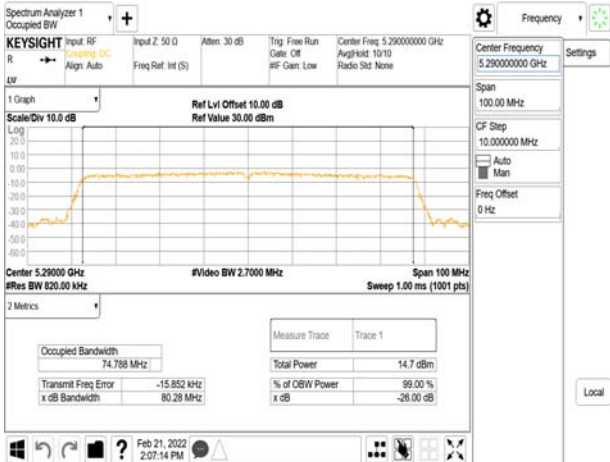 Spectrum Analyzer 1
Occupied BW
Frequency
KEYSIGHT
Input: RF
Coupling: DC
Align: Auto
Input Z: 50 Ω
Freq Ref: Int (S)
Atten: 30 dB
Trig: Free Run
Gate: Off
#IF Gain: Low
Center Freq: 5.290000000 GHz
Avg|Hold: 10/10
Radio Std: None
R
Center Frequency
5.290000000 GHz
Settings
Span
100.00 MHz
CF Step
10.000000 MHz
Auto
Man
Freq Offset
0 Hz
1 Graph
Scale/Div 10.0 dB
Ref Lvl Offset 10.00 dB
Ref Value 30.00 dBm
Log
20.0
10.0
0.00
-10.0
-20.0
-30.0
-40.0
-50.0
-60.0
Center 5.29000 GHz
#Video BW 2.7000 MHz
Span 100 MHz
#Res BW 820.00 kHz
Sweep 1.00 ms (1001 pts)
2 Metrics
Measure Trace
Trace 1
Occupied Bandwidth
74.788 MHz
Total Power
14.7 dBm
Transmit Freq Error
-15.852 kHz
% of OBW Power
99.00 %
x dB Bandwidth
80.28 MHz
x dB
-26.00 dB
Local
Feb 21, 2022
2:07:14 PM